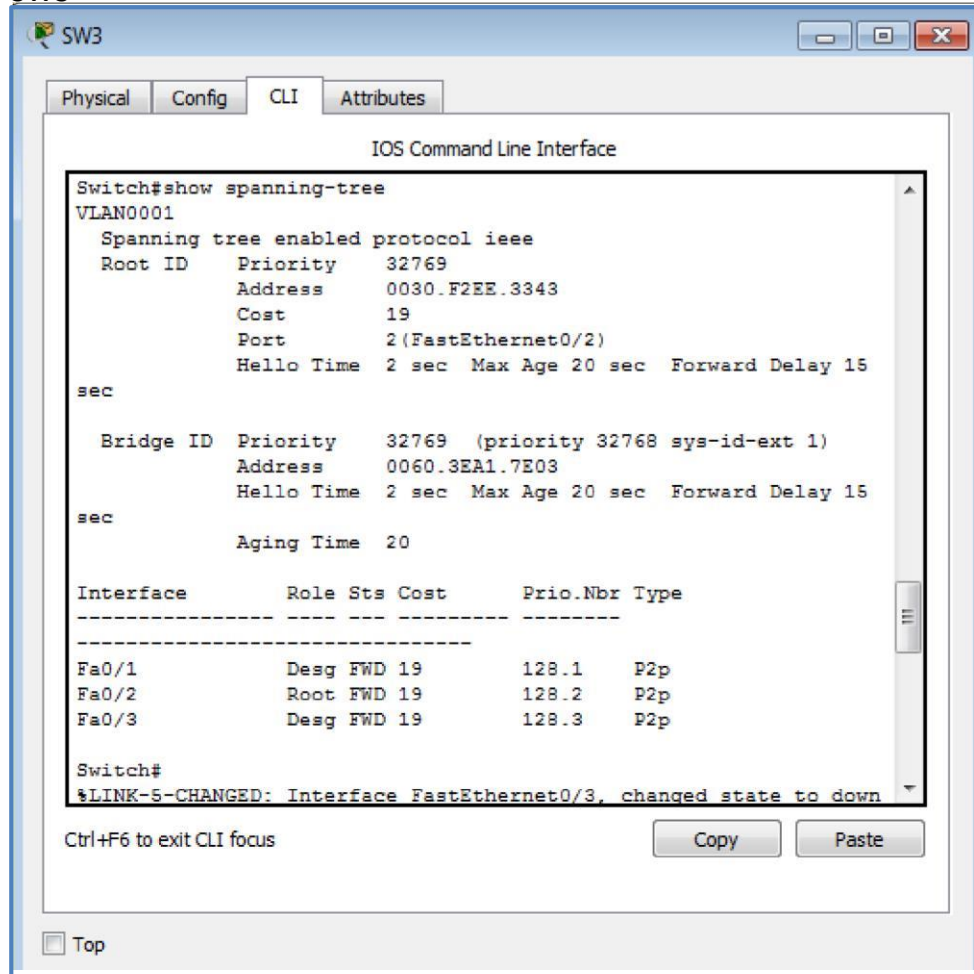 SW3
Physical Config CLI Attributes
IOS Command Line Interface
Switch#show spanning-tree
VLAN0001
  Spanning tree enabled protocol ieee
  Root ID    Priority    32769
             Address     0030.F2EE.3343
             Cost        19
             Port        2(FastEthernet0/2)
             Hello Time  2 sec  Max Age 20 sec  Forward Delay 15
sec
  Bridge ID  Priority    32769  (priority 32768 sys-id-ext 1)
             Address     0060.3EA1.7E03
             Hello Time  2 sec  Max Age 20 sec  Forward Delay 15
sec
             Aging Time  20
Interface        Role Sts Cost      Prio.Nbr Type
---------------- ---- --- --------- --------
--------------------------------
Fa0/1            Desg FWD 19        128.1    P2p
Fa0/2            Root FWD 19        128.2    P2p
Fa0/3            Desg FWD 19        128.3    P2p
Switch#
%LINK-5-CHANGED: Interface FastEthernet0/3, changed state to down
Ctrl+F6 to exit CLI focus
Copy Paste
Top